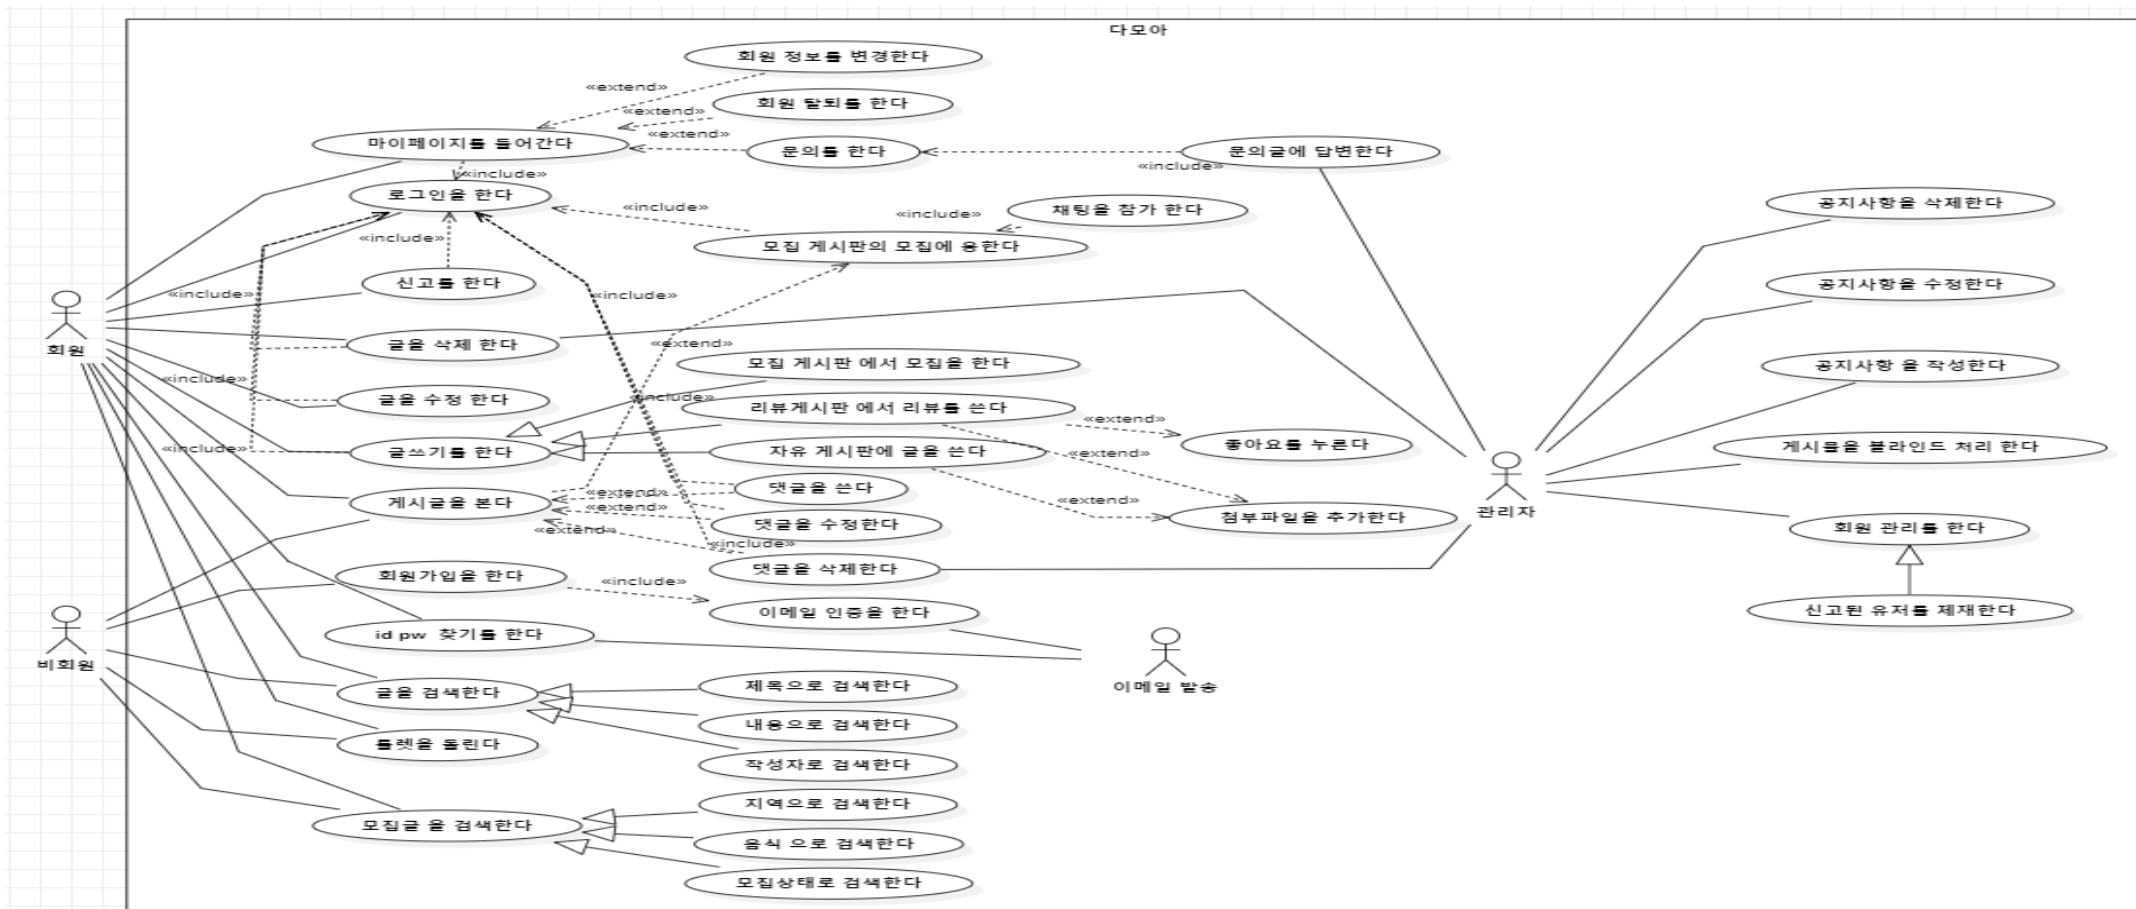 다모아
회원 정보를 변경한다
«extend»
회원 탈퇴를 한다
«extend»
«extend»
마이페이지를 들어간다
문의를 한다
문의글에 답변한다
«include»
«include»
로그인을 한다
«include»
«include»
채팅을 참가 한다
공지사항을 삭제한다
«include»
모집 게시판의 모집에 응한다
신고를 한다
«include»
«include»
공지사항을 수정한다
회원
글을 삭제 한다
«extend»
모집 게시판 에서 모집을 한다
공지사항 을 작성한다
«include»
글을 수정 한다
«include»
리뷰게시판 에서 리뷰를 쓴다
«extend»
좋아요를 누른다
게시물을 블라인드 처리 한다
«include»
글쓰기를 한다
자유 게시판에 글을 쓴다
«extend»
게시글을 본다
«extend»
댓글을 쓴다
«extend»
«extend»
관리자
댓글을 수정한다
첨부파일을 추가한다
회원 관리를 한다
«extend»
«include»
댓글을 삭제한다
회원가입을 한다
«include»
이메일 인증을 한다
신고된 유저를 제재한다
id pw 찾기를 한다
비회원
이메일 발송
글을 검색한다
제목으로 검색한다
내용으로 검색한다
룰렛을 돌린다
작성자로 검색한다
지역으로 검색한다
모집글 을 검색한다
음식 으로 검색한다
모집상태로 검색한다